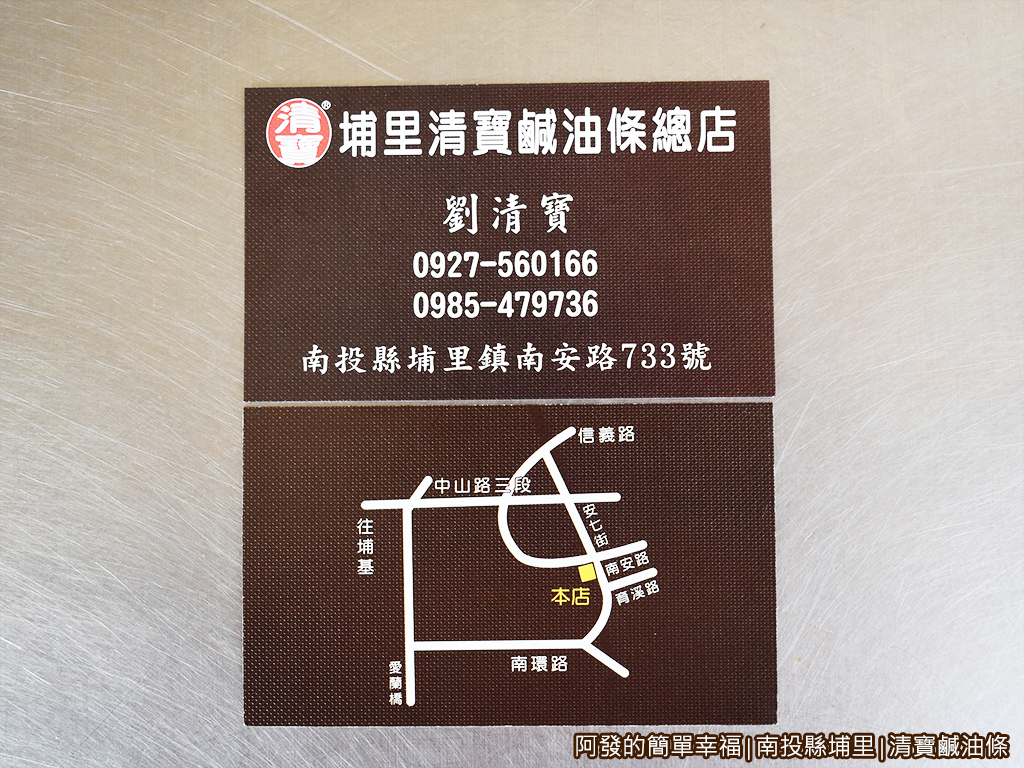 清寶®
埔里清寶鹹油條總店
劉清寶
0927-560166
0985-479736
南投縣埔里鎮南安路733號
信義路
中山路三段
往埔基
安七街
南安路
本店
育溪路
南環路
愛蘭橋
阿發的簡單幸福|南投縣埔里|清寶鹹油條